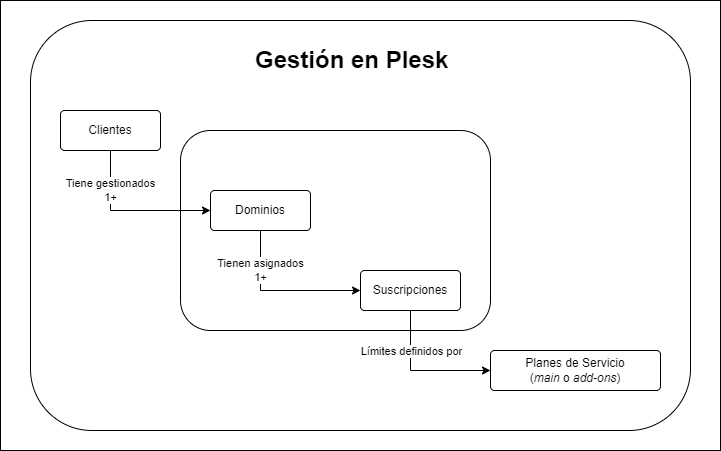 Gestión en Plesk
Clientes
Tiene gestionados
1+
Dominios
Tienen asignados
1+
Suscripciones
Límites definidos por
Planes de Servicio
(main o add-ons)